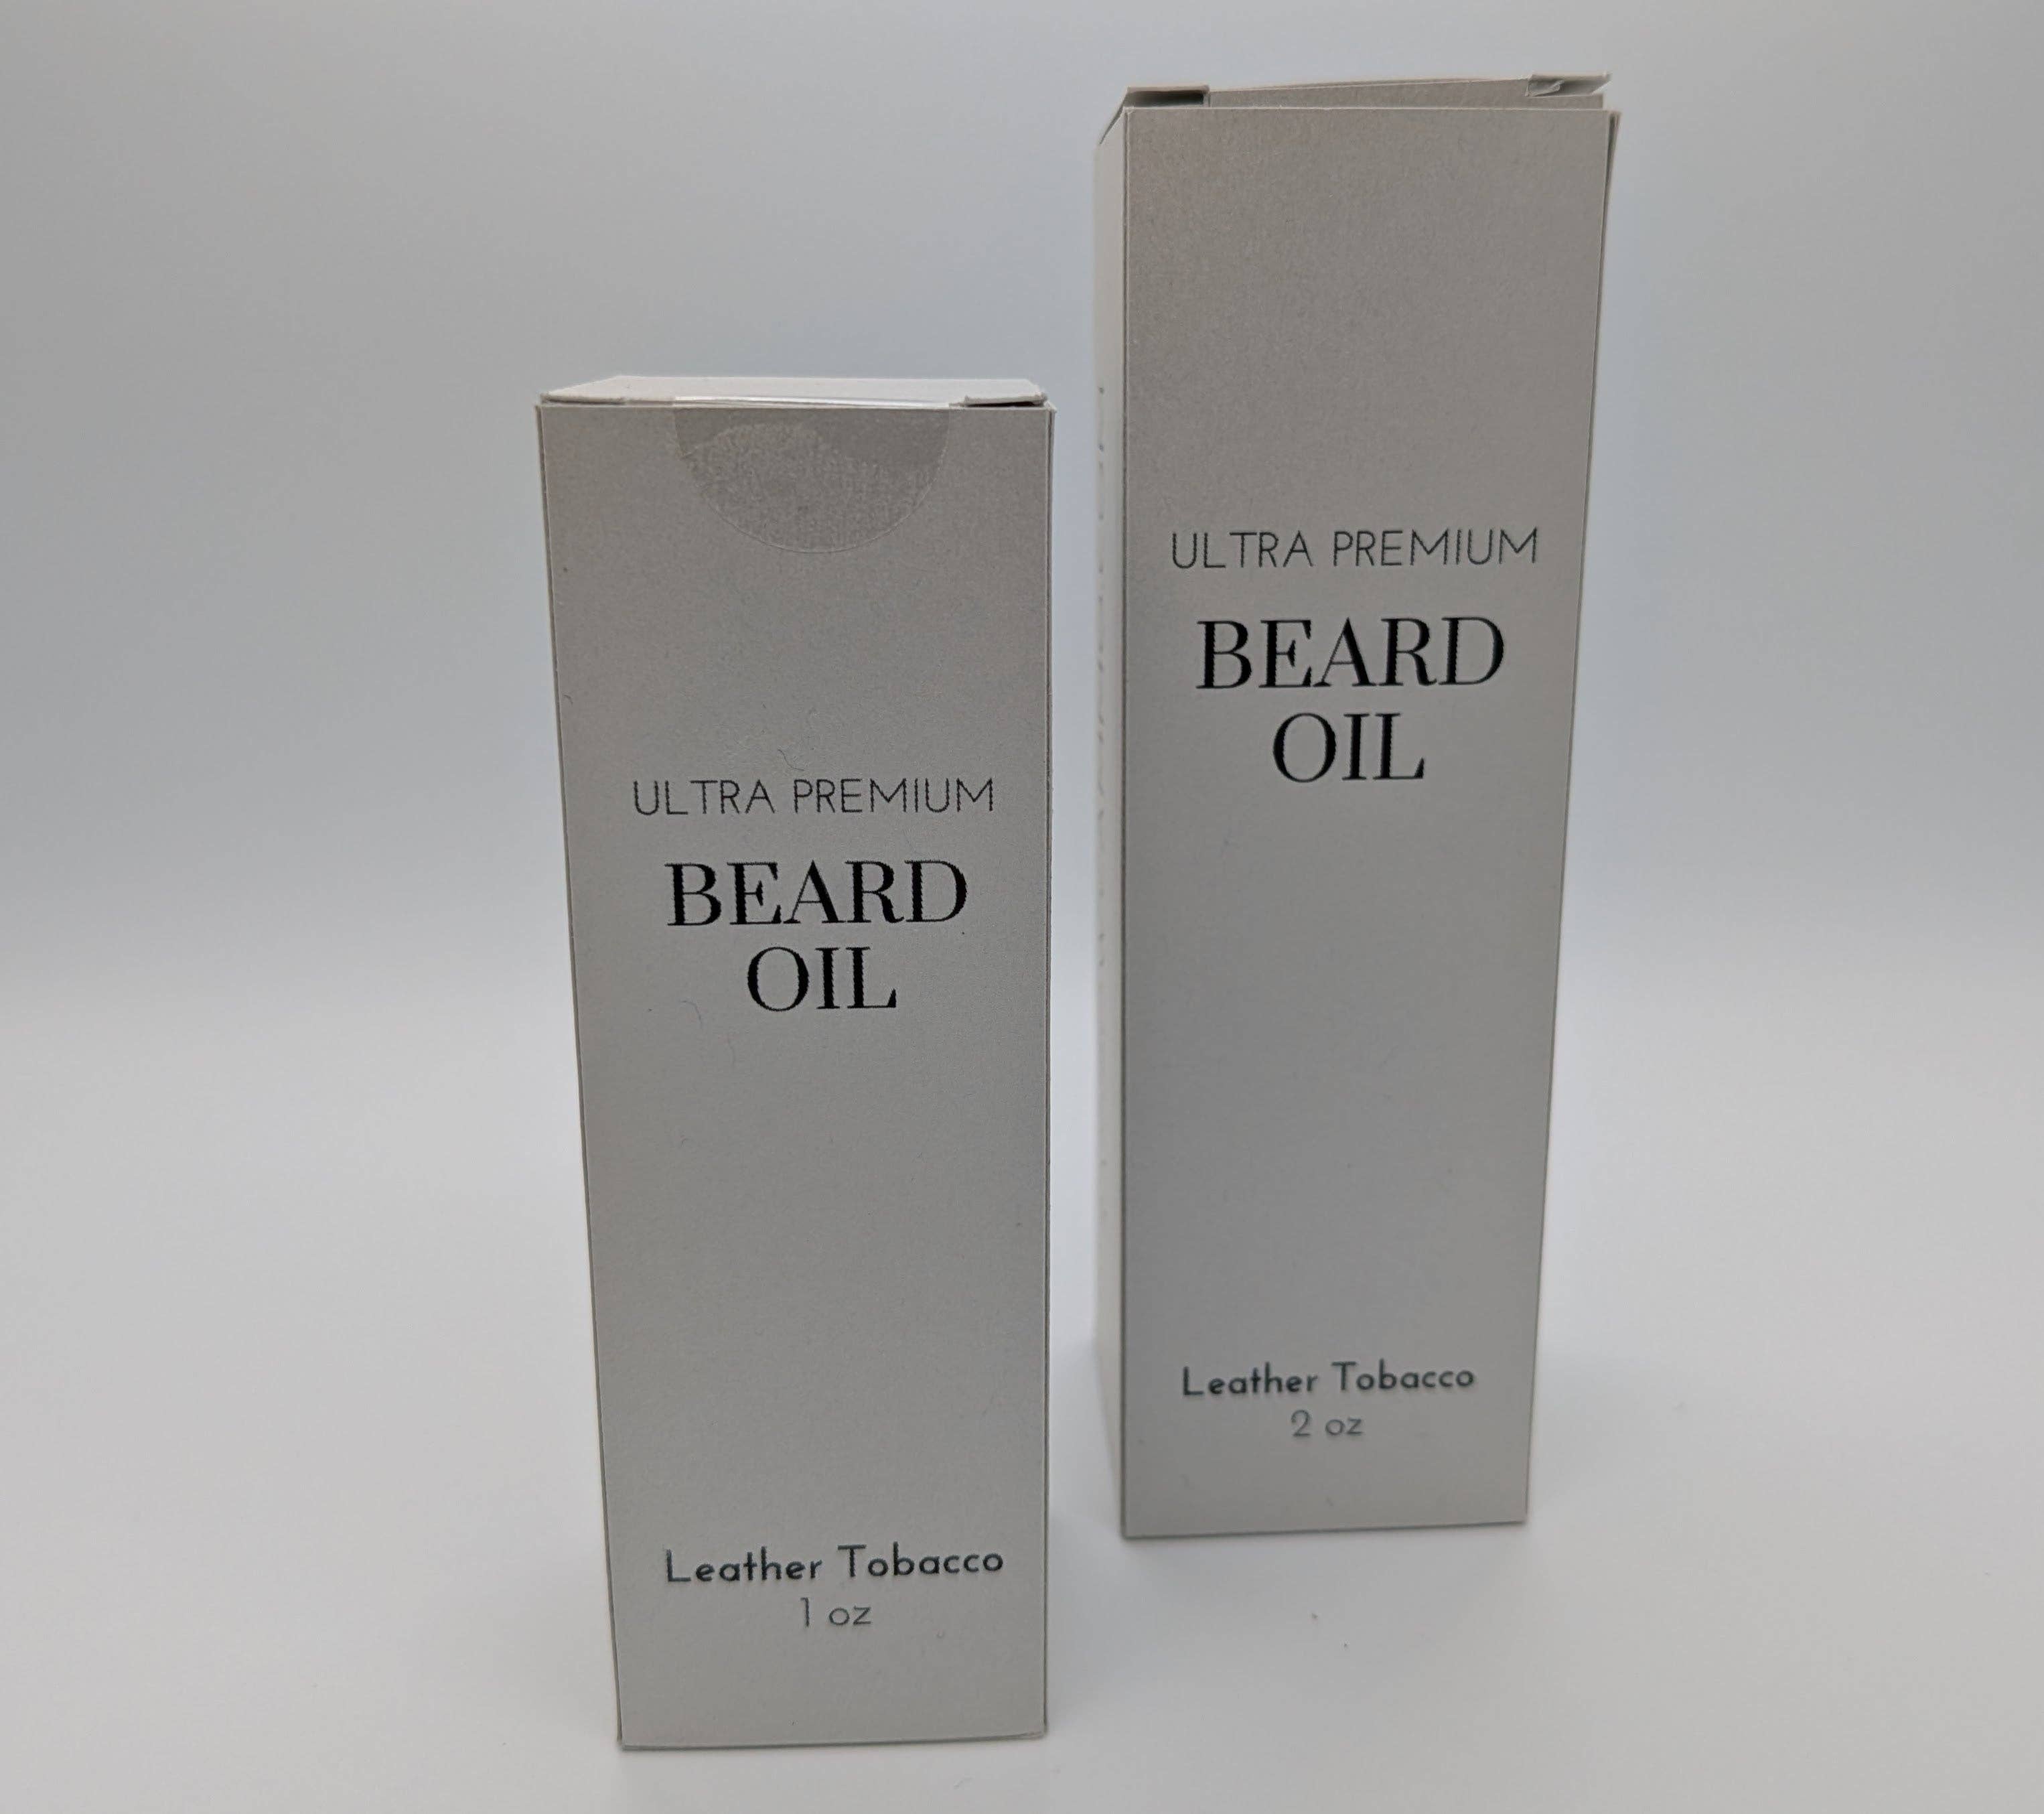 ULTRA PREMIUM
BEARD
OIL
Leather Tobacco
1 oz
ULTRA PREMIUM
BEARD
OIL
Leather Tobacco
2 oz